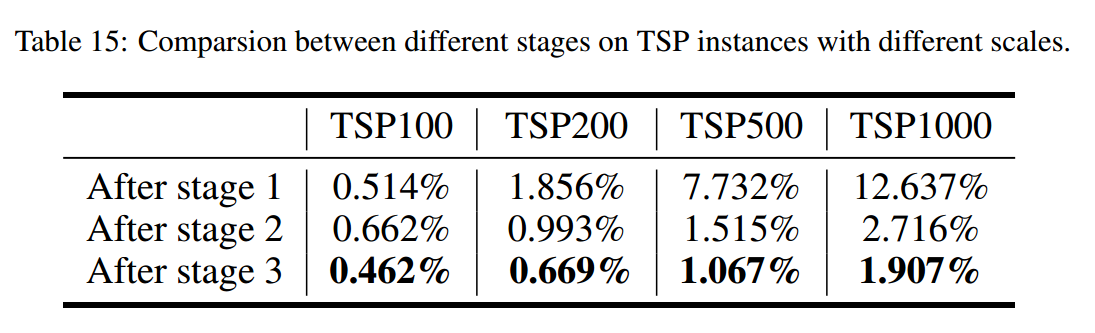 Table 15: Comparsion between different stages on TSP instances with different scales.
TSP100 TSP200 TSP500 TSP1000
After stage 1 0.514% 1.856% 7.732% 12.637%
After stage 2 0.662% 0.993% 1.515% 2.716%
After stage 3 0.462% 0.669% 1.067% 1.907%